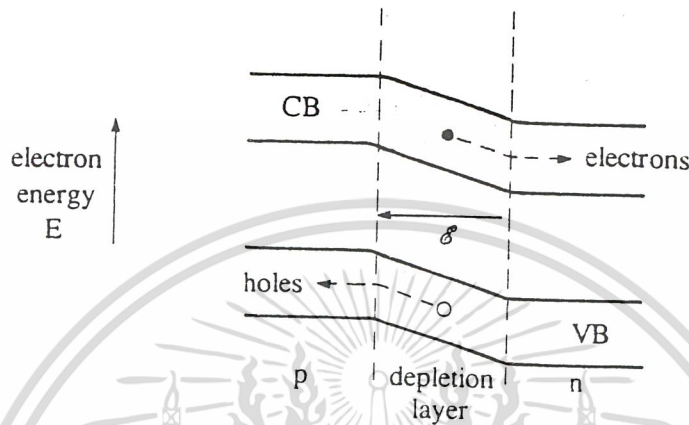 CB
electron
energy
E
electrons
ℰ
holes
VB
p
depletion
layer
n